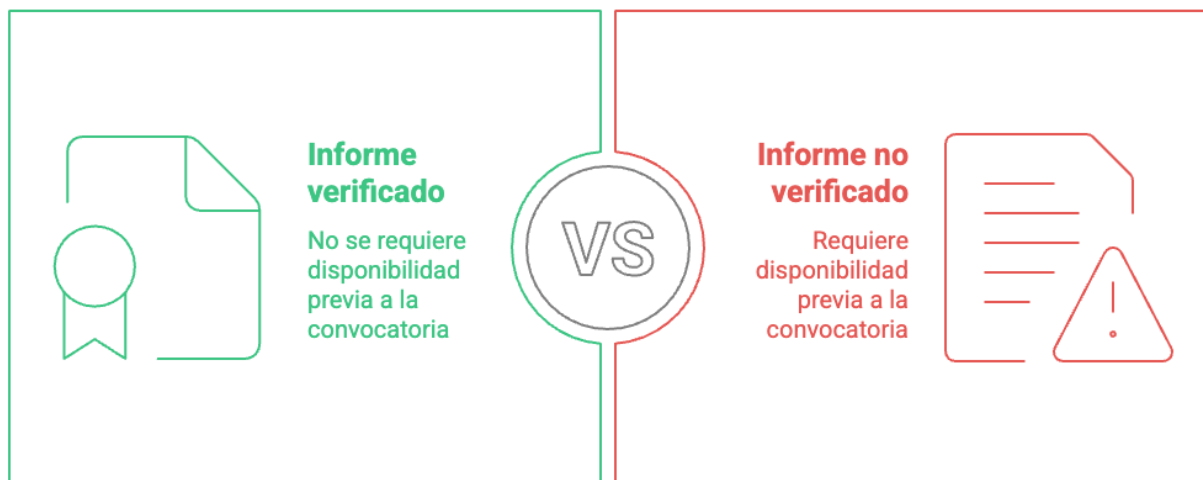 Informe
verificado
No se requiere
disponibilidad
previa a la
convocatoria
VS
Informe no
verificado
Requiere
disponibilidad
previa a la
convocatoria